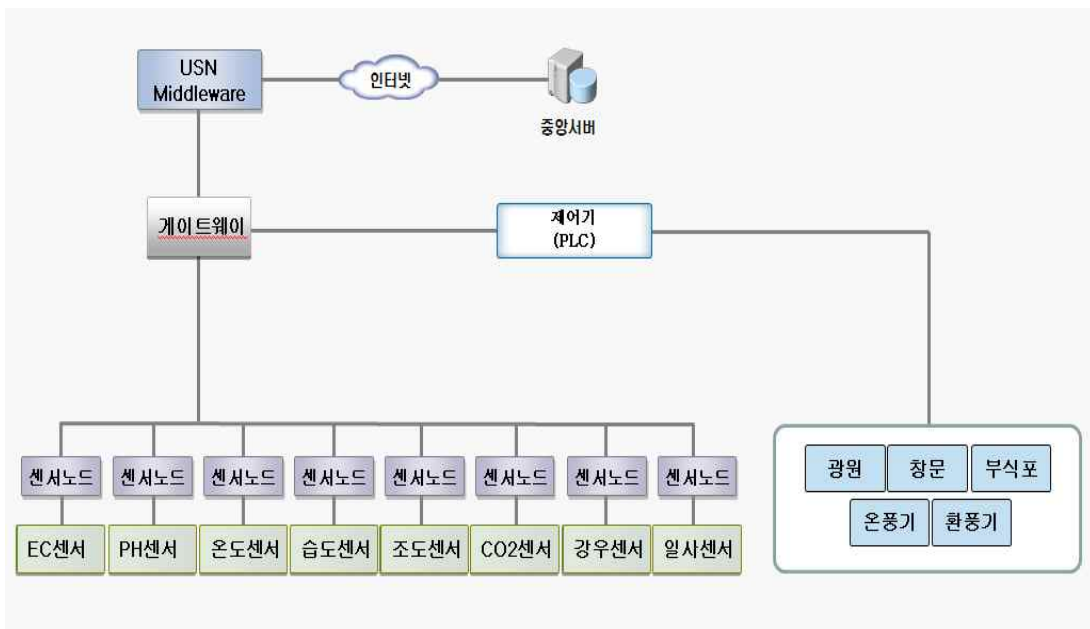 USN
Middleware
인터넷
중앙서버
게이트웨이
제어기
(PLC)
센서노드 센서노드 센서노드 센서노드 센서노드 센서노드 센서노드 센서노드
EC센서 PH센서 온도센서 습도센서 조도센서 CO2센서 강우센서 일사센서
광원 창문 부식포
온풍기 환풍기